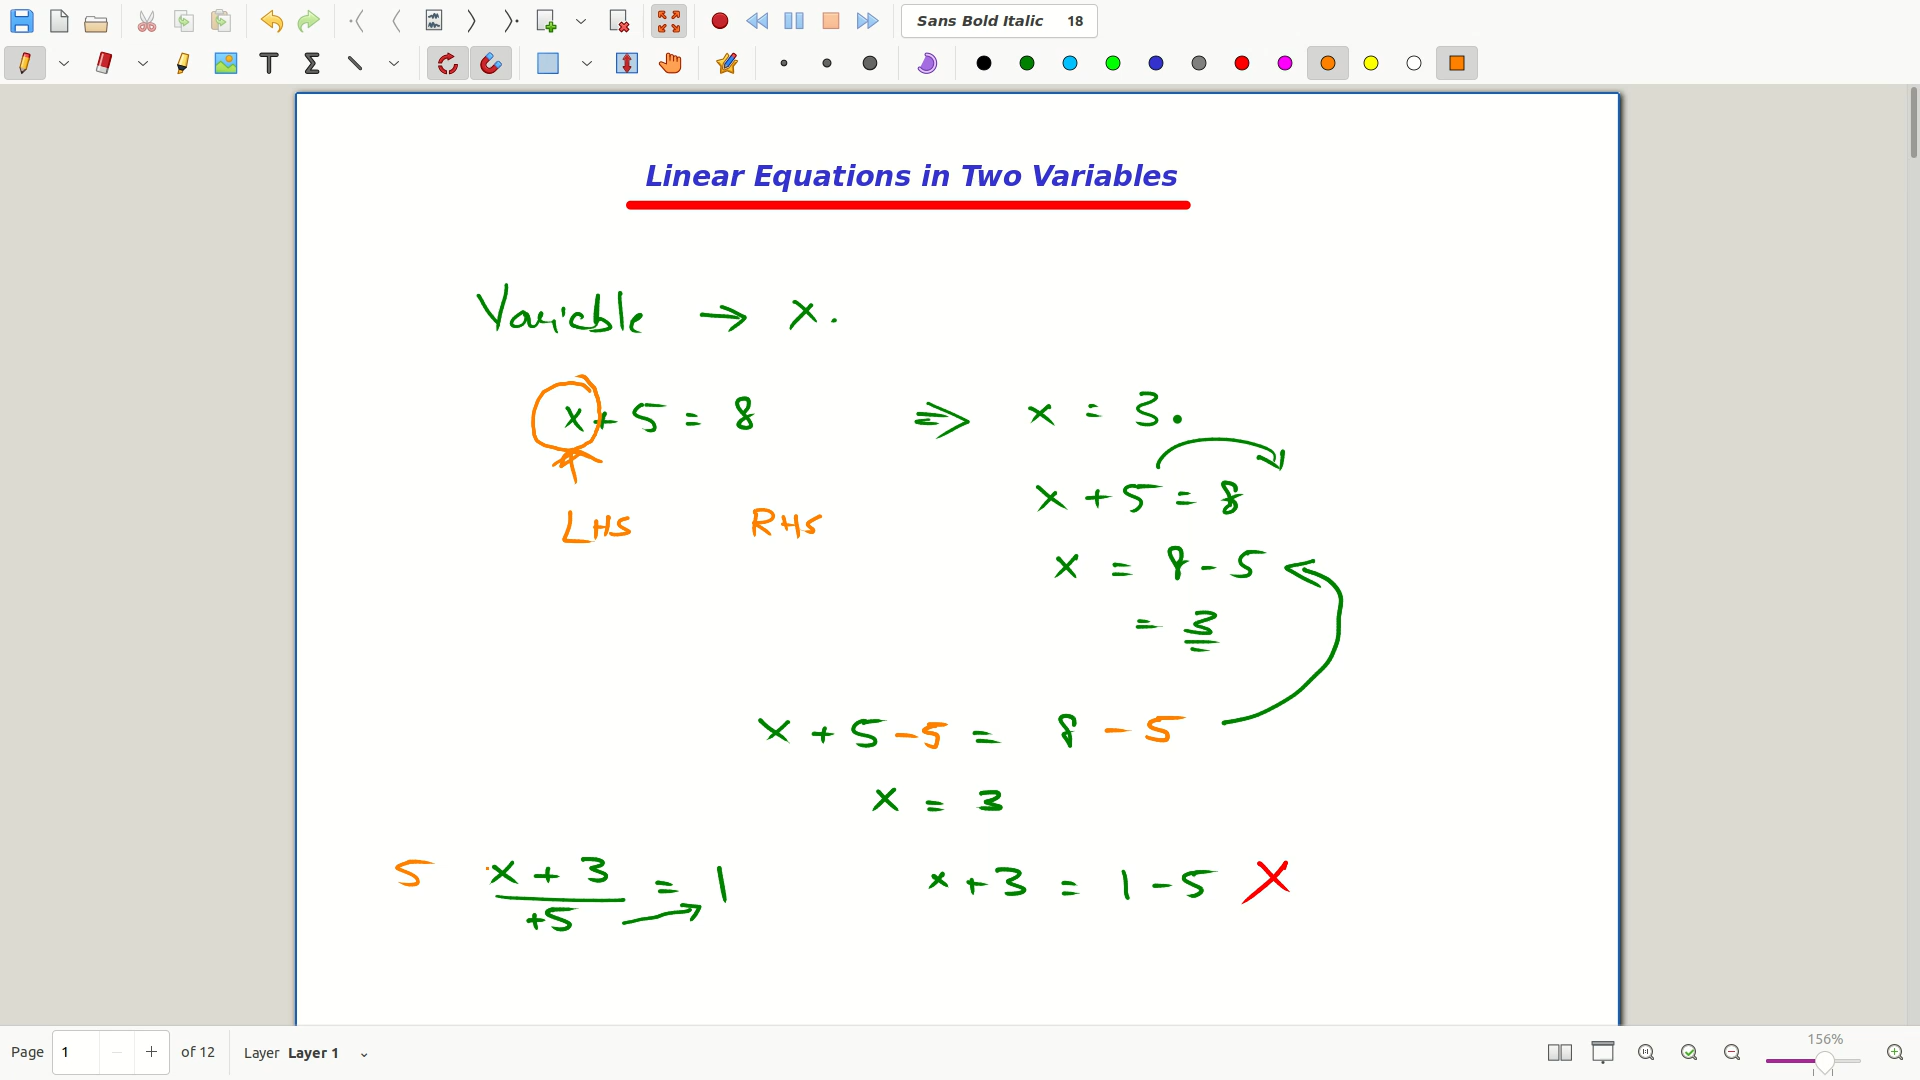 Sans Bold Italic 18
Linear Equations in Two Variables
Variable → x.
x + 5 = 8 ⇒ x = 3.
x + 5 = 8
LHS RHS
x = 8 - 5
= 3
x + 5 - 5 = 8 - 5
x = 3
5 x + 3 / +5 = 1 x + 3 = 1 - 5 X
Page 1 of 12 Layer Layer 1 156%